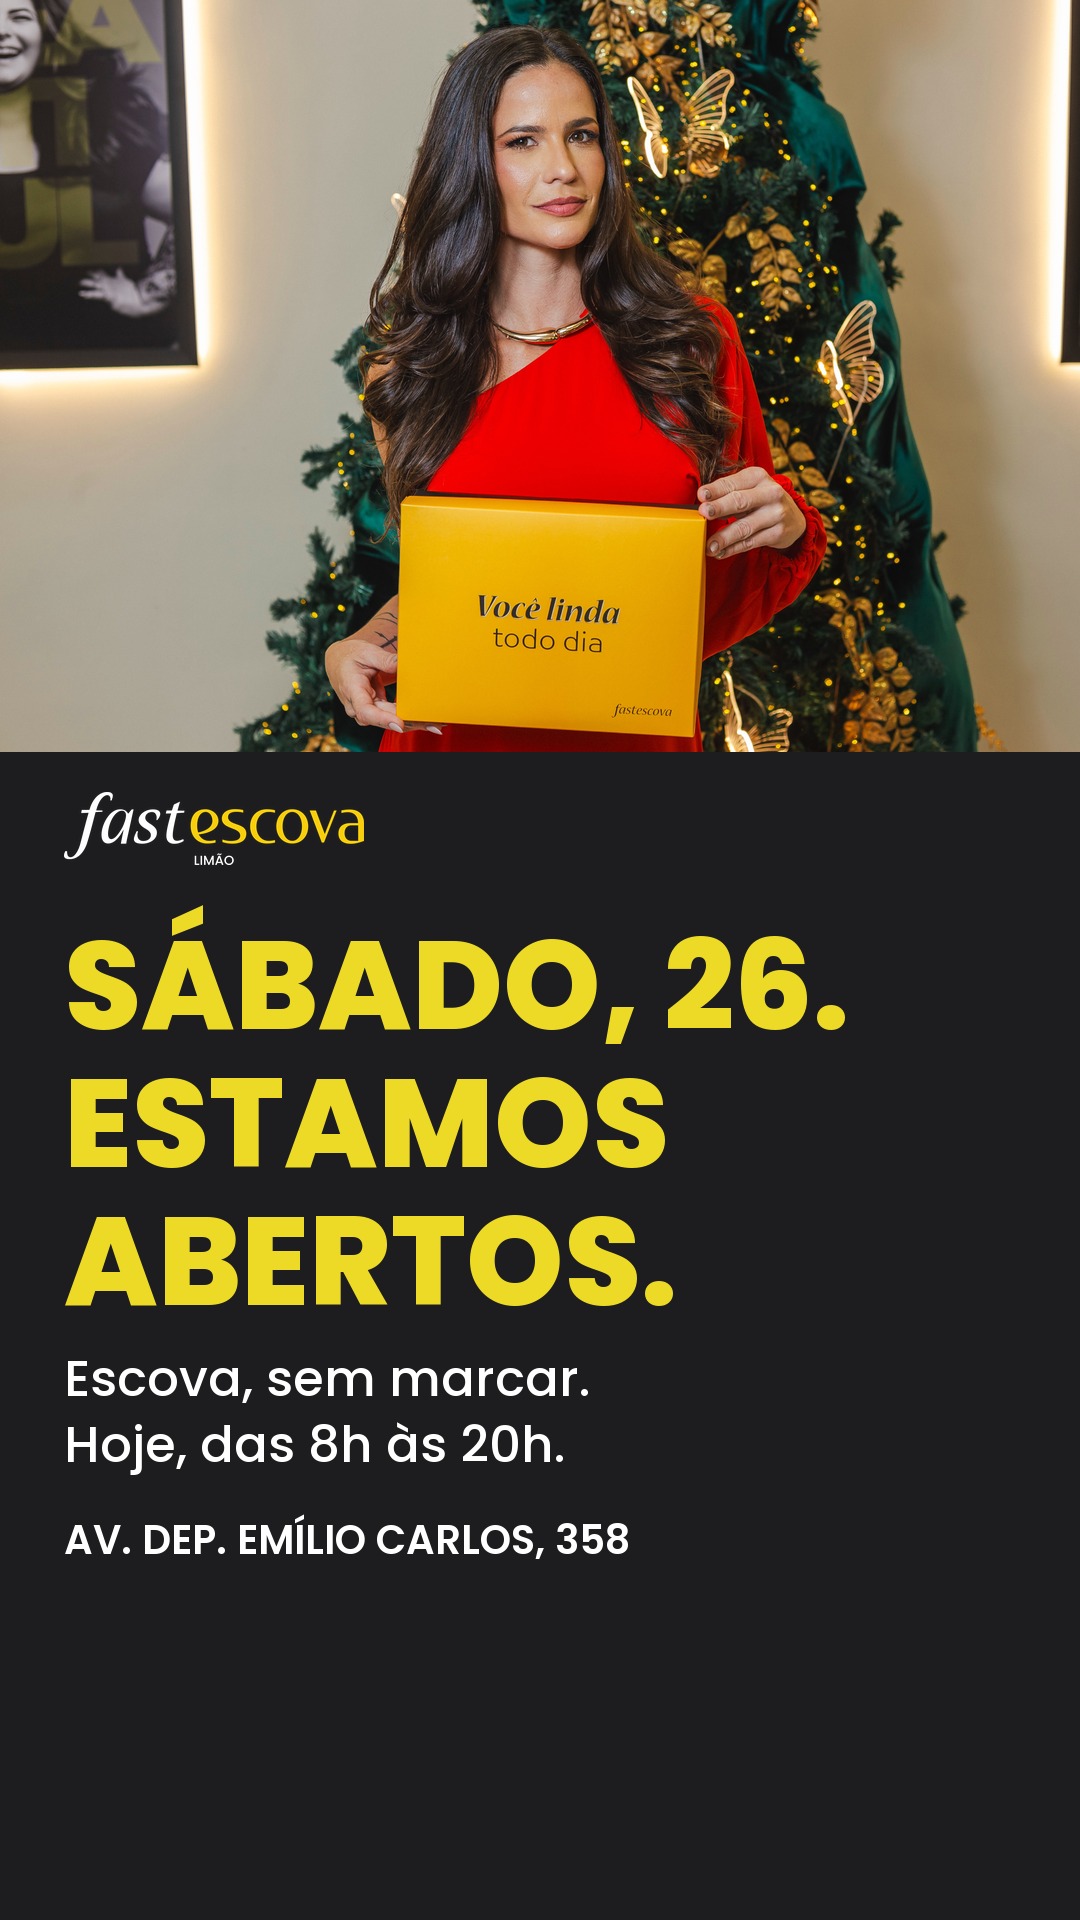 Você linda
todo dia
fastescova
fastescova
LIMÃO
SÁBADO, 26.
ESTAMOS
ABERTOS.
Escova, sem marcar.
Hoje, das 8h às 20h.
AV. DEP. EMÍLIO CARLOS, 358